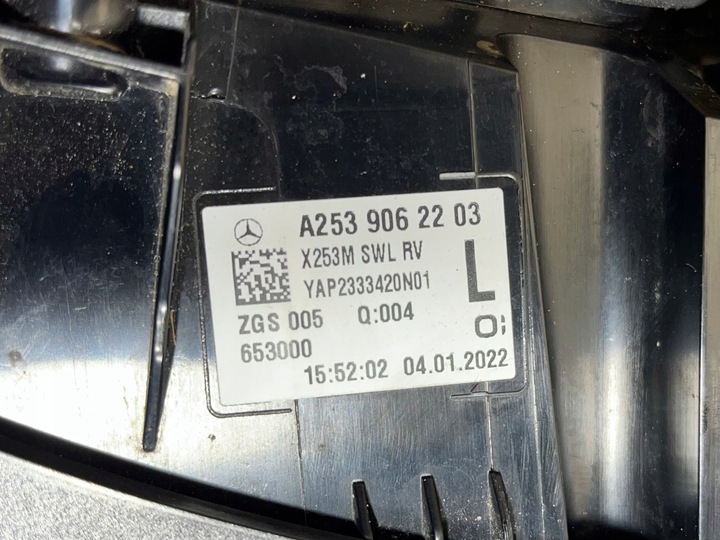 A253 906 22 03
X253M SWL RV
YAP2333420N01
L
ZGS 005 Q:004
O;
653000
15:52:02 04.01.2022